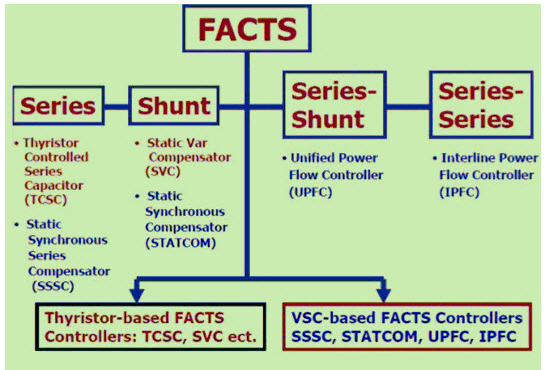 FACTS
Series
Shunt
Series-
Shunt
Series-
Series
• Thyristor
Controlled
Series
Capacitor
(TCSC)
• Static
Synchronous
Series
Compensator
(SSSC)
• Static Var
Compensator
(SVC)
• Static
Synchronous
Compensator
(STATCOM)
• Unified Power
Flow Controller
(UPFC)
• Interline Power
Flow Controller
(IPFC)
Thyristor-based FACTS
Controllers: TCSC, SVC ect.
VSC-based FACTS Controllers
SSSC, STATCOM, UPFC, IPFC